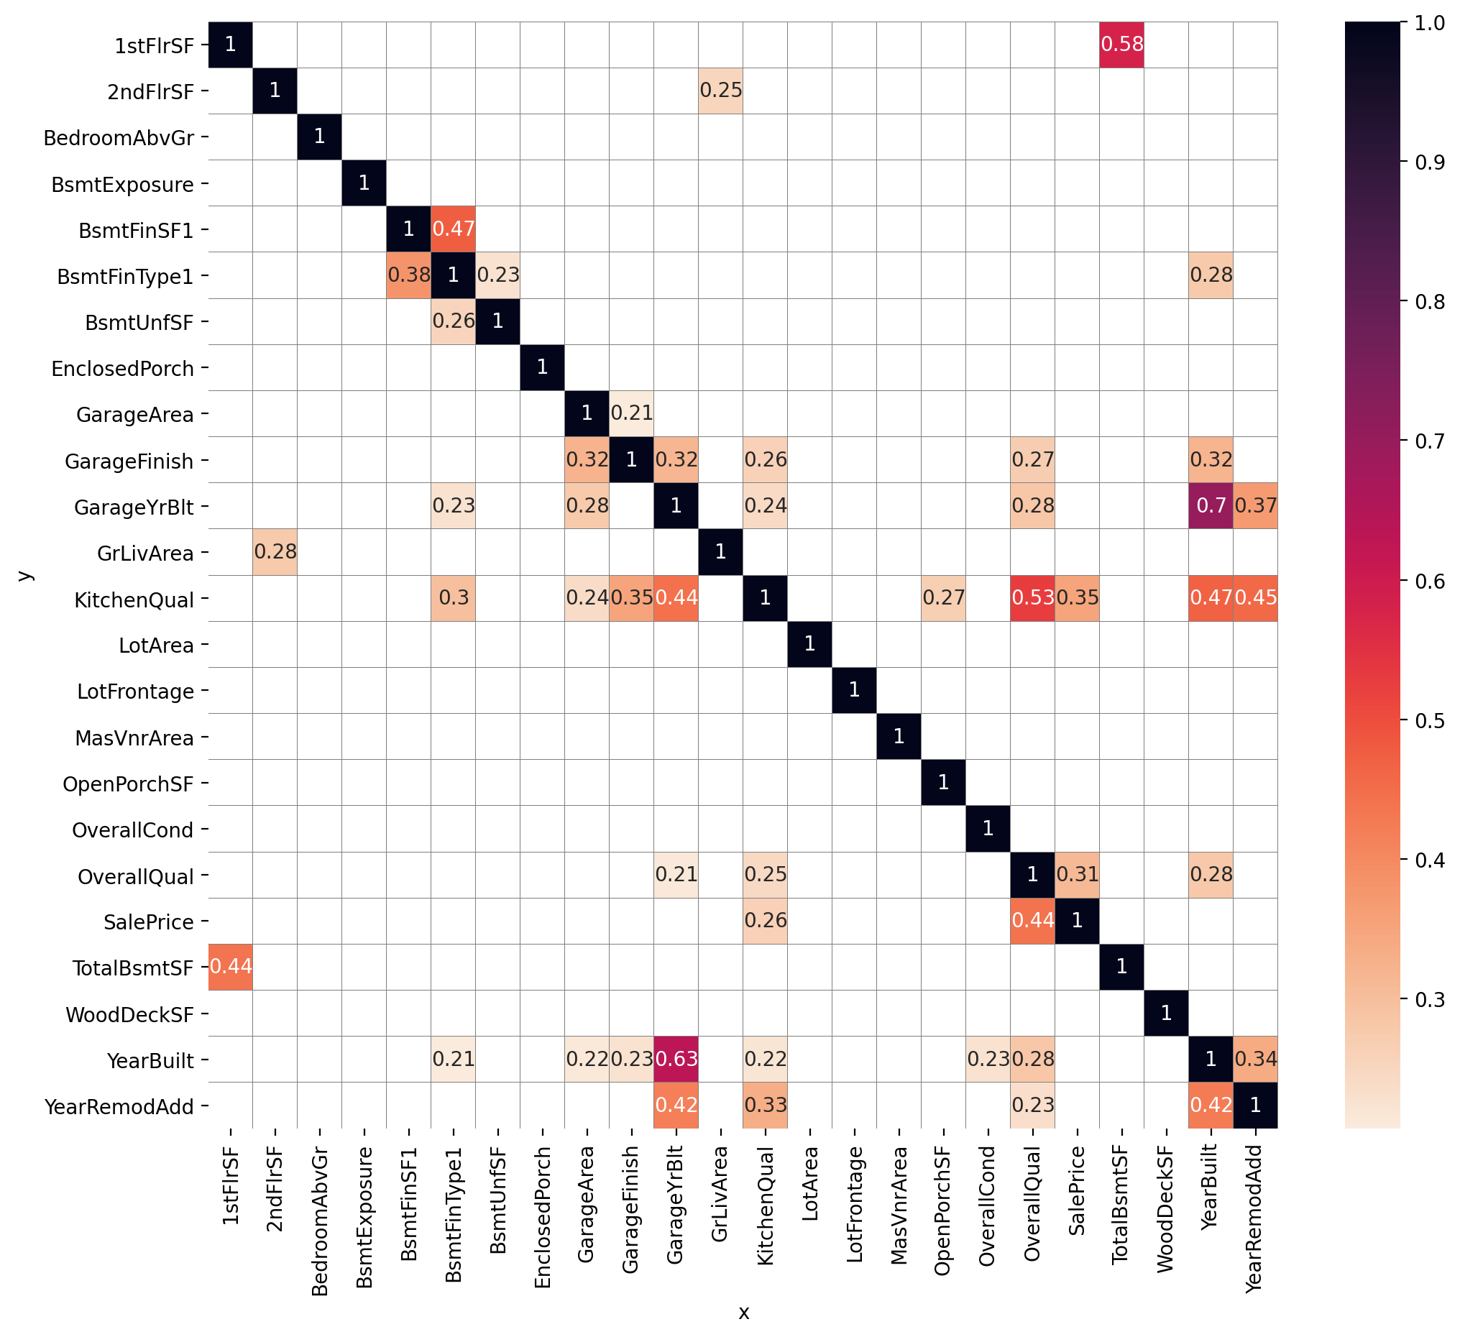 1stFlrSF 1 0.58
2ndFlrSF 1 0.25
BedroomAbvGr 1
BsmtExposure 1
BsmtFinSF1 1 0.47
BsmtFinType1 0.38 1 0.23 0.28
BsmtUnfSF 0.26 1
EnclosedPorch 1
GarageArea 1 0.21
GarageFinish 0.32 1 0.32 0.26 0.27 0.32
GarageYrBlt 0.23 0.28 1 0.24 0.28 0.7 0.37
GrLivArea 0.28 1
KitchenQual 0.3 0.24 0.35 0.44 1 0.27 0.53 0.35 0.47 0.45
LotArea 1
LotFrontage 1
MasVnrArea 1
OpenPorchSF 1
OverallCond 1
OverallQual 0.21 0.25 1 0.31 0.28
SalePrice 0.26 0.44 1
TotalBsmtSF 0.44 1
WoodDeckSF 1
YearBuilt 0.21 0.22 0.23 0.63 0.22 0.23 0.28 1 0.34
YearRemodAdd 0.42 0.33 0.23 0.42 1
y
1stFlrSF
2ndFlrSF
BedroomAbvGr
BsmtExposure
BsmtFinSF1
BsmtFinType1
BsmtUnfSF
EnclosedPorch
GarageArea
GarageFinish
GarageYrBlt
GrLivArea
KitchenQual
LotArea
LotFrontage
MasVnrArea
OpenPorchSF
OverallCond
OverallQual
SalePrice
TotalBsmtSF
WoodDeckSF
YearBuilt
YearRemodAdd
x
1.0
0.9
0.8
0.7
0.6
0.5
0.4
0.3